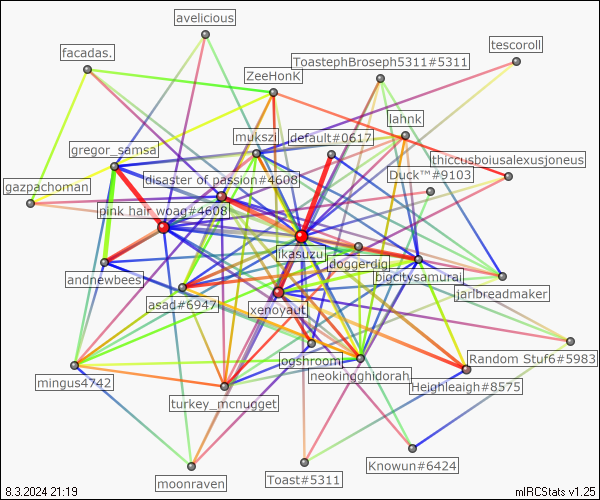 avelicious
facadas.
tescoroll
ToastephBroseph5311#5311
ZeeHonK
lahnk
mukszi
default#0617
gregor_samsa
thiccusboiusalexusjoneus
Duck™#9103
disaster of passion#4608
gazpachoman
pink hair woag#4608
ikasuzu
doggerdig
bigcitysamurai
andnewbees
jarlbreadmaker
asad#6947
xenoyaut
logshroom
Random Stuf6#5983
neokingghidorah
mingus4742
Heighleaigh#8575
turkey_mcnugget
Knowun#6424
Toast#5311
moonraven
8.3.2024 21:19
mIRCStats v1.25